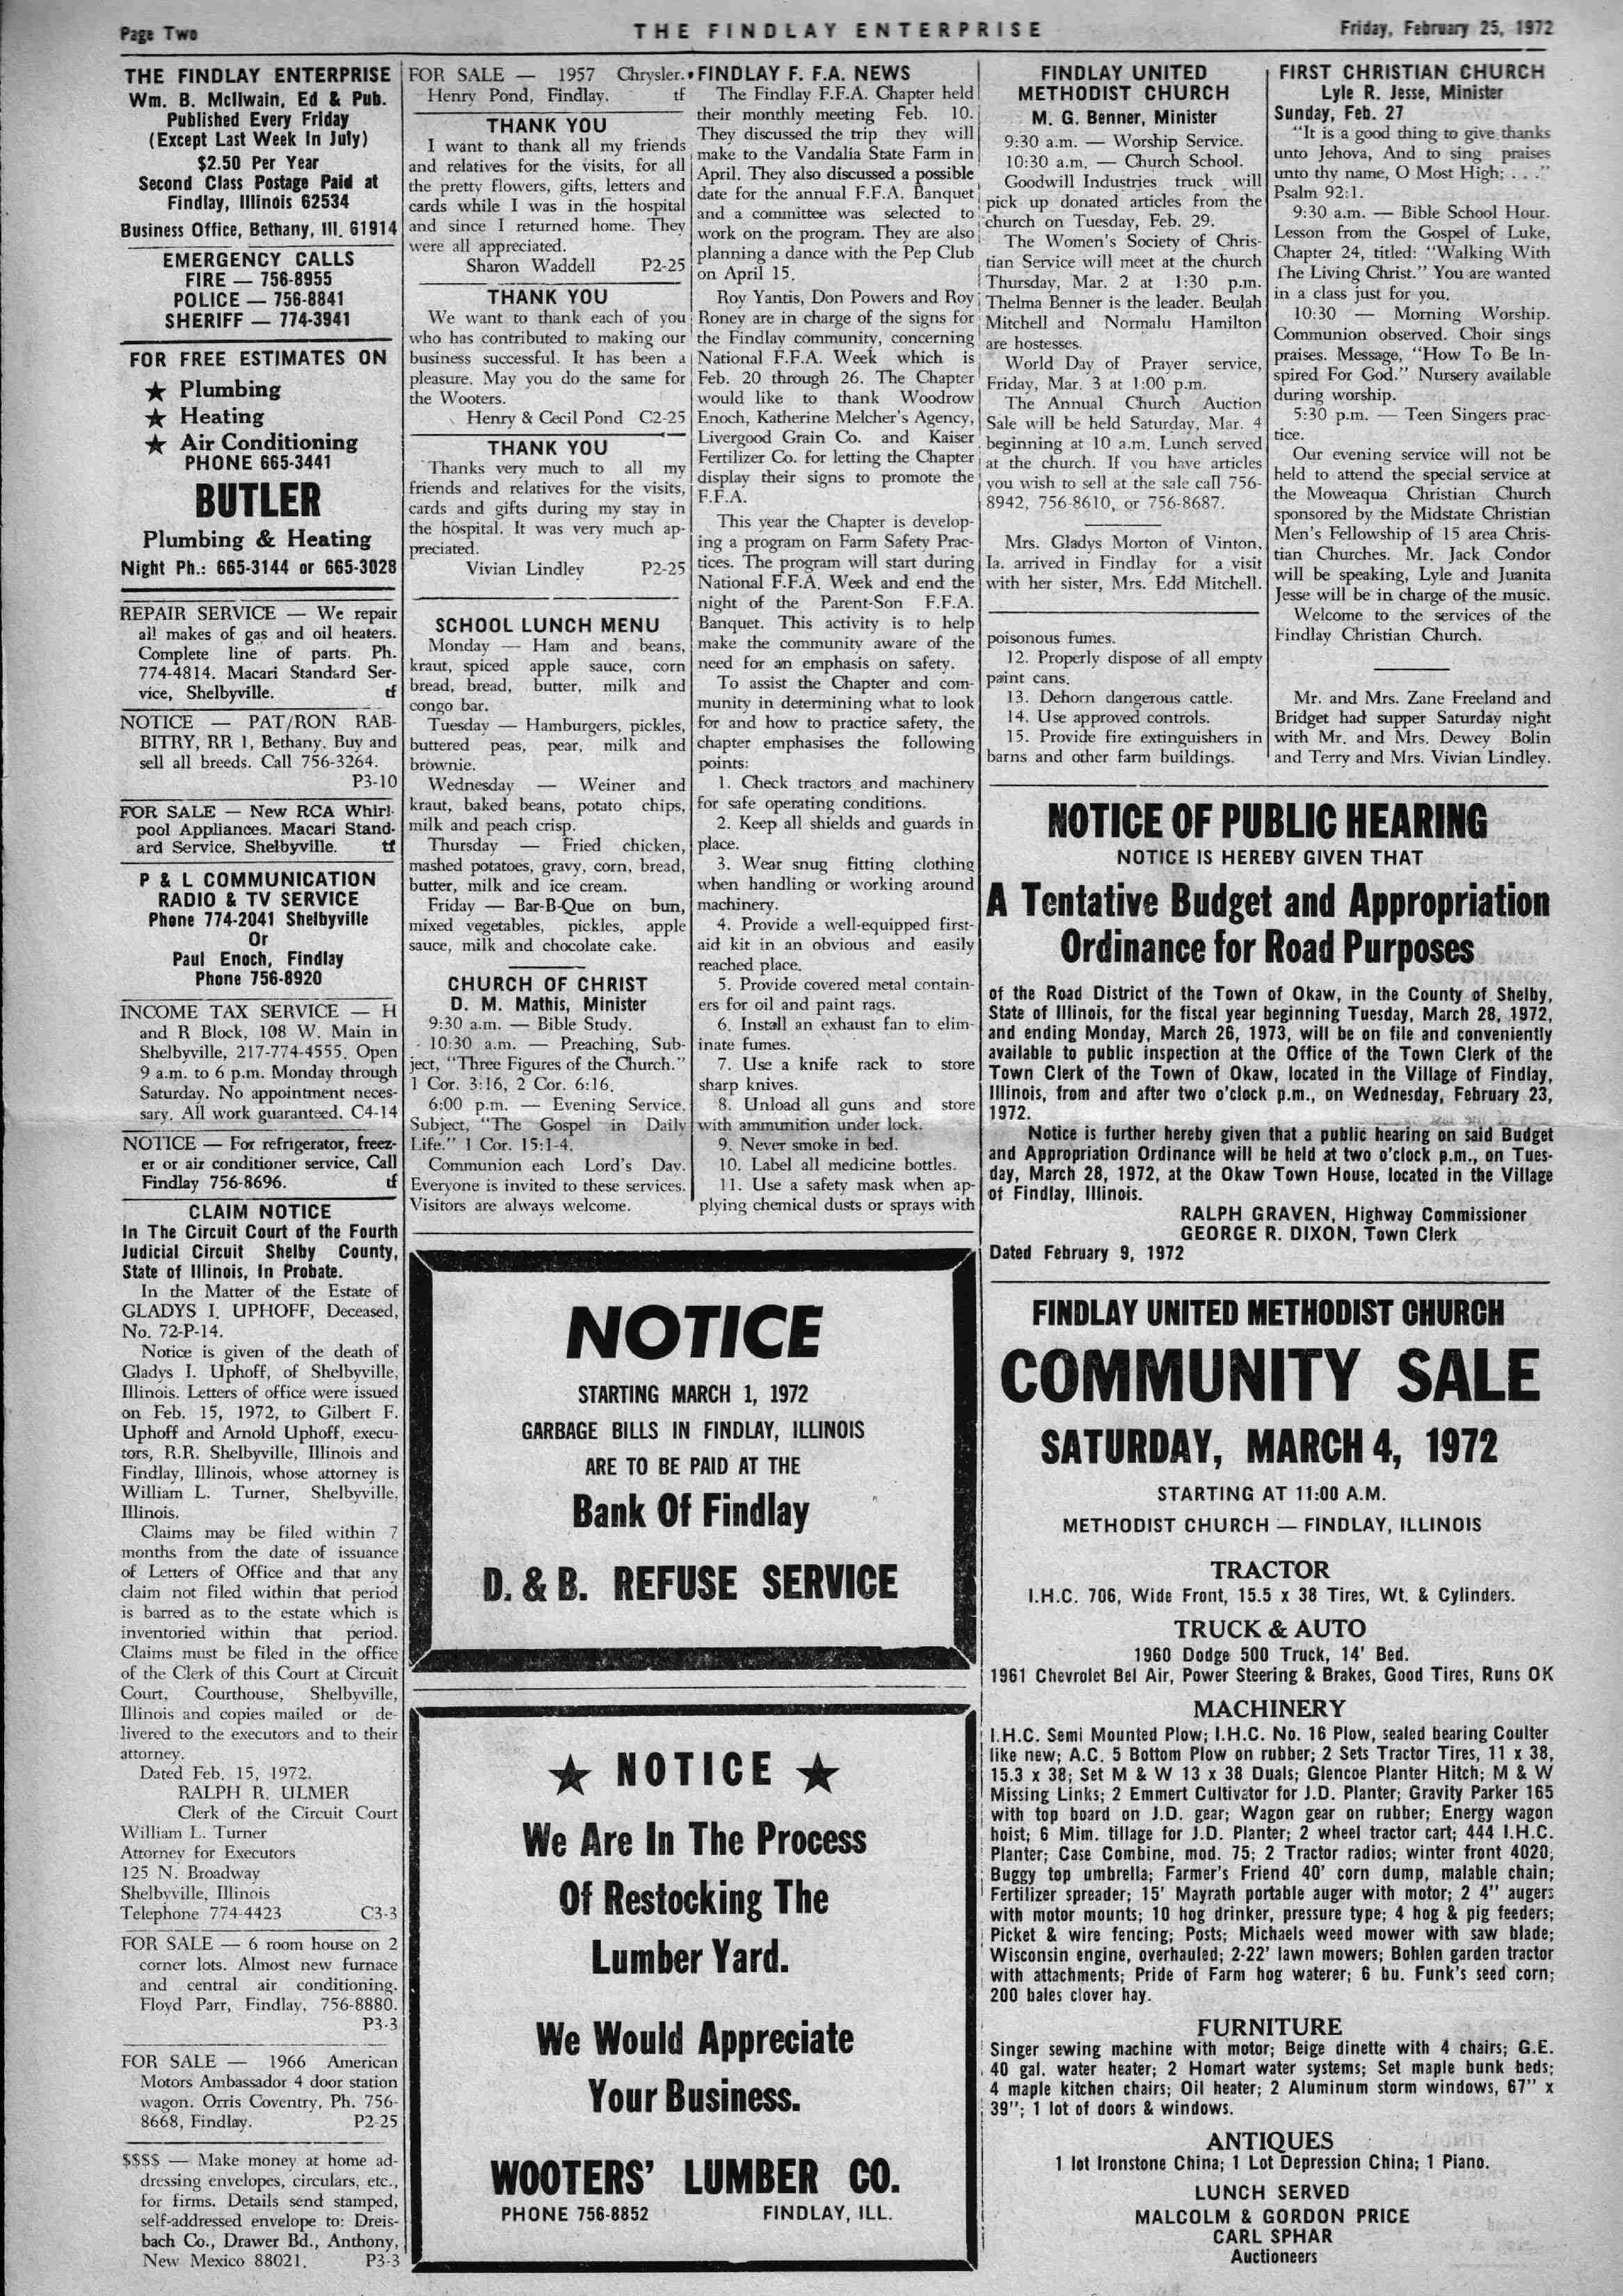 Page Two
THE FINDLAY ENTERPRISE
Friday, February 25, 1972
THE FINDLAY ENTERPRISE
Wm. B. McIlwain, Ed & Pub.
Published Every Friday
(Except Last Week In July)
$2.50 Per Year
Second Class Postage Paid at
Findlay, Illinois 62534
Business Office, Bethany, Ill. 61914
EMERGENCY CALLS
FIRE — 756-8955
POLICE — 756-8841
SHERIFF — 774-3941
FOR FREE ESTIMATES ON
★ Plumbing
★ Heating
★ Air Conditioning
PHONE 665-3441
BUTLER
Plumbing & Heating
Night Ph.: 665-3144 or 665-3028
REPAIR SERVICE — We repair
all makes of gas and oil heaters.
Complete line of parts. Ph.
774-4814. Macari Standard Ser-
vice, Shelbyville. tf
NOTICE — PAT/RON RAB-
BITRY, RR 1, Bethany. Buy and
sell all breeds. Call 756-3264.
P3-10
FOR SALE — New RCA Whirl-
pool Appliances. Macari Stand-
ard Service, Shelbyville. tf
P & L COMMUNICATION
RADIO & TV SERVICE
Phone 774-2041 Shelbyville
Or
Paul Enoch, Findlay
Phone 756-8920
INCOME TAX SERVICE — H
and R Block, 108 W. Main in
Shelbyville, 217-774-4555. Open
9 a.m. to 6 p.m. Monday through
Saturday. No appointment neces-
sary. All work guaranteed. C4-14
NOTICE — For refrigerator, freez-
er or air conditioner service, Call
Findlay 756-8696. tf
CLAIM NOTICE
In The Circuit Court of the Fourth
Judicial Circuit Shelby County,
State of Illinois, In Probate.
In the Matter of the Estate of
GLADYS I. UPHOFF, Deceased,
No. 72-P-14.
Notice is given of the death of
Gladys I. Uphoff, of Shelbyville,
Illinois. Letters of office were issued
on Feb. 15, 1972, to Gilbert F.
Uphoff and Arnold Uphoff, execu-
tors, R.R. Shelbyville, Illinois and
Findlay, Illinois, whose attorney is
William L. Turner, Shelbyville,
Illinois.
Claims may be filed within 7
months from the date of issuance
of Letters of Office and that any
claim not filed within that period
is barred as to the estate which is
inventoried within that period.
Claims must be filed in the office
of the Clerk of this Court at Circuit
Court, Courthouse, Shelbyville,
Illinois and copies mailed or de-
livered to the executors and to their
attorney.
Dated Feb. 15, 1972.
RALPH R. ULMER
Clerk of the Circuit Court
William L. Turner
Attorney for Executors
125 N. Broadway
Shelbyville, Illinois
Telephone 774-4423 C3-3
FOR SALE — 6 room house on 2
corner lots. Almost new furnace
and central air conditioning.
Floyd Parr, Findlay, 756-8880.
P3-3
FOR SALE — 1966 American
Motors Ambassador 4 door station
wagon. Orris Coventry, Ph. 756-
8668, Findlay. P2-25
$$$$ — Make money at home ad-
dressing envelopes, circulars, etc.,
for firms. Details send stamped,
self-addressed envelope to: Dreis-
bach Co., Drawer Bd., Anthony,
New Mexico 88021. P3-3
FOR SALE — 1957 Chrysler.
Henry Pond, Findlay. tf
THANK YOU
I want to thank all my friends
and relatives for the visits, for all
the pretty flowers, gifts, letters and
cards while I was in the hospital
and since I returned home. They
were all appreciated.
Sharon Waddell P2-25
THANK YOU
We want to thank each of you
who has contributed to making our
business successful. It has been a
pleasure. May you do the same for
the Wooters.
Henry & Cecil Pond C2-25
THANK YOU
Thanks very much to all my
friends and relatives for the visits,
cards and gifts during my stay in
the hospital. It was very much ap-
preciated.
Vivian Lindley P2-25
SCHOOL LUNCH MENU
Monday — Ham and beans,
kraut, spiced apple sauce, corn
bread, bread, butter, milk and
congo bar.
Tuesday — Hamburgers, pickles,
buttered peas, pear, milk and
brownie.
Wednesday — Weiner and
kraut, baked beans, potato chips,
milk and peach crisp.
Thursday — Fried chicken,
mashed potatoes, gravy, corn, bread,
butter, milk and ice cream.
Friday — Bar-B-Que on bun,
mixed vegetables, pickles, apple
sauce, milk and chocolate cake.
CHURCH OF CHRIST
D. M. Mathis, Minister
9:30 a.m. — Bible Study.
10:30 a.m. — Preaching, Sub-
ject, "Three Figures of the Church."
1 Cor. 3:16, 2 Cor. 6:16.
6:00 p.m. — Evening Service.
Subject, "The Gospel in Daily
Life." 1 Cor. 15:1-4.
Communion each Lord's Day.
Everyone is invited to these services.
Visitors are always welcome.
FINDLAY F. F.A. NEWS
The Findlay F.F.A. Chapter held
their monthly meeting Feb. 10.
They discussed the trip they will
make to the Vandalia State Farm in
April. They also discussed a possible
date for the annual F.F.A. Banquet
and a committee was selected to
work on the program. They are also
planning a dance with the Pep Club
on April 15.
Roy Yantis, Don Powers and Roy
Roney are in charge of the signs for
the Findlay community, concerning
National F.F.A. Week which is
Feb. 20 through 26. The Chapter
would like to thank Woodrow
Enoch, Katherine Melcher's Agency,
Livergood Grain Co. and Kaiser
Fertilizer Co. for letting the Chapter
display their signs to promote the
F.F.A.
This year the Chapter is develop-
ing a program on Farm Safety Prac-
tices. The program will start during
National F.F.A. Week and end the
night of the Parent-Son F.F.A.
Banquet. This activity is to help
make the community aware of the
need for an emphasis on safety.
To assist the Chapter and com-
munity in determining what to look
for and how to practice safety, the
chapter emphasises the following
points:
1. Check tractors and machinery
for safe operating conditions.
2. Keep all shields and guards in
place.
3. Wear snug fitting clothing
when handling or working around
machinery.
4. Provide a well-equipped first-
aid kit in an obvious and easily
reached place.
5. Provide covered metal contain-
ers for oil and paint rags.
6. Install an exhaust fan to elim-
inate fumes.
7. Use a knife rack to store
sharp knives.
8. Unload all guns and store
with ammunition under lock.
9. Never smoke in bed.
10. Label all medicine bottles.
11. Use a safety mask when ap-
plying chemical dusts or sprays with
NOTICE
STARTING MARCH 1, 1972
GARBAGE BILLS IN FINDLAY, ILLINOIS
ARE TO BE PAID AT THE
Bank Of Findlay
D. & B. REFUSE SERVICE
★ NOTICE ★
We Are In The Process
Of Restocking The
Lumber Yard.
We Would Appreciate
Your Business.
WOOTERS' LUMBER CO.
PHONE 756-8852 FINDLAY, ILL.
FINDLAY UNITED
METHODIST CHURCH
M. G. Benner, Minister
9:30 a.m. — Worship Service.
10:30 a.m. — Church School.
Goodwill Industries truck will
pick up donated articles from the
church on Tuesday, Feb. 29.
The Women's Society of Chris-
tian Service will meet at the church
Thursday, Mar. 2 at 1:30 p.m.
Thelma Benner is the leader. Beulah
Mitchell and Normalu Hamilton
are hostesses.
World Day of Prayer service,
Friday, Mar. 3 at 1:00 p.m.
The Annual Church Auction
Sale will be held Saturday, Mar. 4
beginning at 10 a.m. Lunch served
at the church. If you have articles
you wish to sell at the sale call 756-
8942, 756-8610, or 756-8687.
Mrs. Gladys Morton of Vinton,
Ia. arrived in Findlay for a visit
with her sister, Mrs. Edd Mitchell.
poisonous fumes.
12. Properly dispose of all empty
paint cans.
13. Dehorn dangerous cattle.
14. Use approved controls.
15. Provide fire extinguishers in
barns and other farm buildings.
FIRST CHRISTIAN CHURCH
Lyle R. Jesse, Minister
Sunday, Feb. 27
"It is a good thing to give thanks
unto Jehova, And to sing praises
unto thy name, O Most High; . . ."
Psalm 92:1.
9:30 a.m. — Bible School Hour.
Lesson from the Gospel of Luke,
Chapter 24, titled: "Walking With
The Living Christ." You are wanted
in a class just for you.
10:30 — Morning Worship.
Communion observed. Choir sings
praises. Message, "How To Be In-
spired For God." Nursery available
during worship.
5:30 p.m. — Teen Singers prac-
tice.
Our evening service will not be
held to attend the special service at
the Moweaqua Christian Church
sponsored by the Midstate Christian
Men's Fellowship of 15 area Chris-
tian Churches. Mr. Jack Condor
will be speaking, Lyle and Juanita
Jesse will be in charge of the music.
Welcome to the services of the
Findlay Christian Church.
Mr. and Mrs. Zane Freeland and
Bridget had supper Saturday night
with Mr. and Mrs. Dewey Bolin
and Terry and Mrs. Vivian Lindley.
NOTICE OF PUBLIC HEARING
NOTICE IS HEREBY GIVEN THAT
A Tentative Budget and Appropriation
Ordinance for Road Purposes
of the Road District of the Town of Okaw, in the County of Shelby,
State of Illinois, for the fiscal year beginning Tuesday, March 28, 1972,
and ending Monday, March 26, 1973, will be on file and conveniently
available to public inspection at the Office of the Town Clerk of the
Town Clerk of the Town of Okaw, located in the Village of Findlay,
Illinois, from and after two o'clock p.m., on Wednesday, February 23,
1972.
Notice is further hereby given that a public hearing on said Budget
and Appropriation Ordinance will be held at two o'clock p.m., on Tues-
day, March 28, 1972, at the Okaw Town House, located in the Village
of Findlay, Illinois.
RALPH GRAVEN, Highway Commissioner
GEORGE R. DIXON, Town Clerk
Dated February 9, 1972
FINDLAY UNITED METHODIST CHURCH
COMMUNITY SALE
SATURDAY, MARCH 4, 1972
STARTING AT 11:00 A.M.
METHODIST CHURCH — FINDLAY, ILLINOIS
TRACTOR
I.H.C. 706, Wide Front, 15.5 x 38 Tires, Wt. & Cylinders.
TRUCK & AUTO
1960 Dodge 500 Truck, 14' Bed.
1961 Chevrolet Bel Air, Power Steering & Brakes, Good Tires, Runs OK
MACHINERY
I.H.C. Semi Mounted Plow; I.H.C. No. 16 Plow, sealed bearing Coulter
like new; A.C. 5 Bottom Plow on rubber; 2 Sets Tractor Tires, 11 x 38,
15.3 x 38; Set M & W 13 x 38 Duals; Glencoe Planter Hitch; M & W
Missing Links; 2 Emmert Cultivator for J.D. Planter; Gravity Parker 165
with top board on J.D. gear; Wagon gear on rubber; Energy wagon
hoist; 6 Mim. tillage for J.D. Planter; 2 wheel tractor cart; 444 I.H.C.
Planter; Case Combine, mod. 75; 2 Tractor radios; winter front 4020;
Buggy top umbrella; Farmer's Friend 40' corn dump, malable chain;
Fertilizer spreader; 15' Mayrath portable auger with motor; 2 4" augers
with motor mounts; 10 hog drinker, pressure type; 4 hog & pig feeders;
Picket & wire fencing; Posts; Michaels weed mower with saw blade;
Wisconsin engine, overhauled; 2-22' lawn mowers; Bohlen garden tractor
with attachments; Pride of Farm hog waterer; 6 bu. Funk's seed corn;
200 bales clover hay.
FURNITURE
Singer sewing machine with motor; Beige dinette with 4 chairs; G.E.
40 gal. water heater; 2 Homart water systems; Set maple bunk beds;
4 maple kitchen chairs; Oil heater; 2 Aluminum storm windows, 67" x
39"; 1 lot of doors & windows.
ANTIQUES
1 lot Ironstone China; 1 Lot Depression China; 1 Piano.
LUNCH SERVED
MALCOLM & GORDON PRICE
CARL SPHAR
Auctioneers